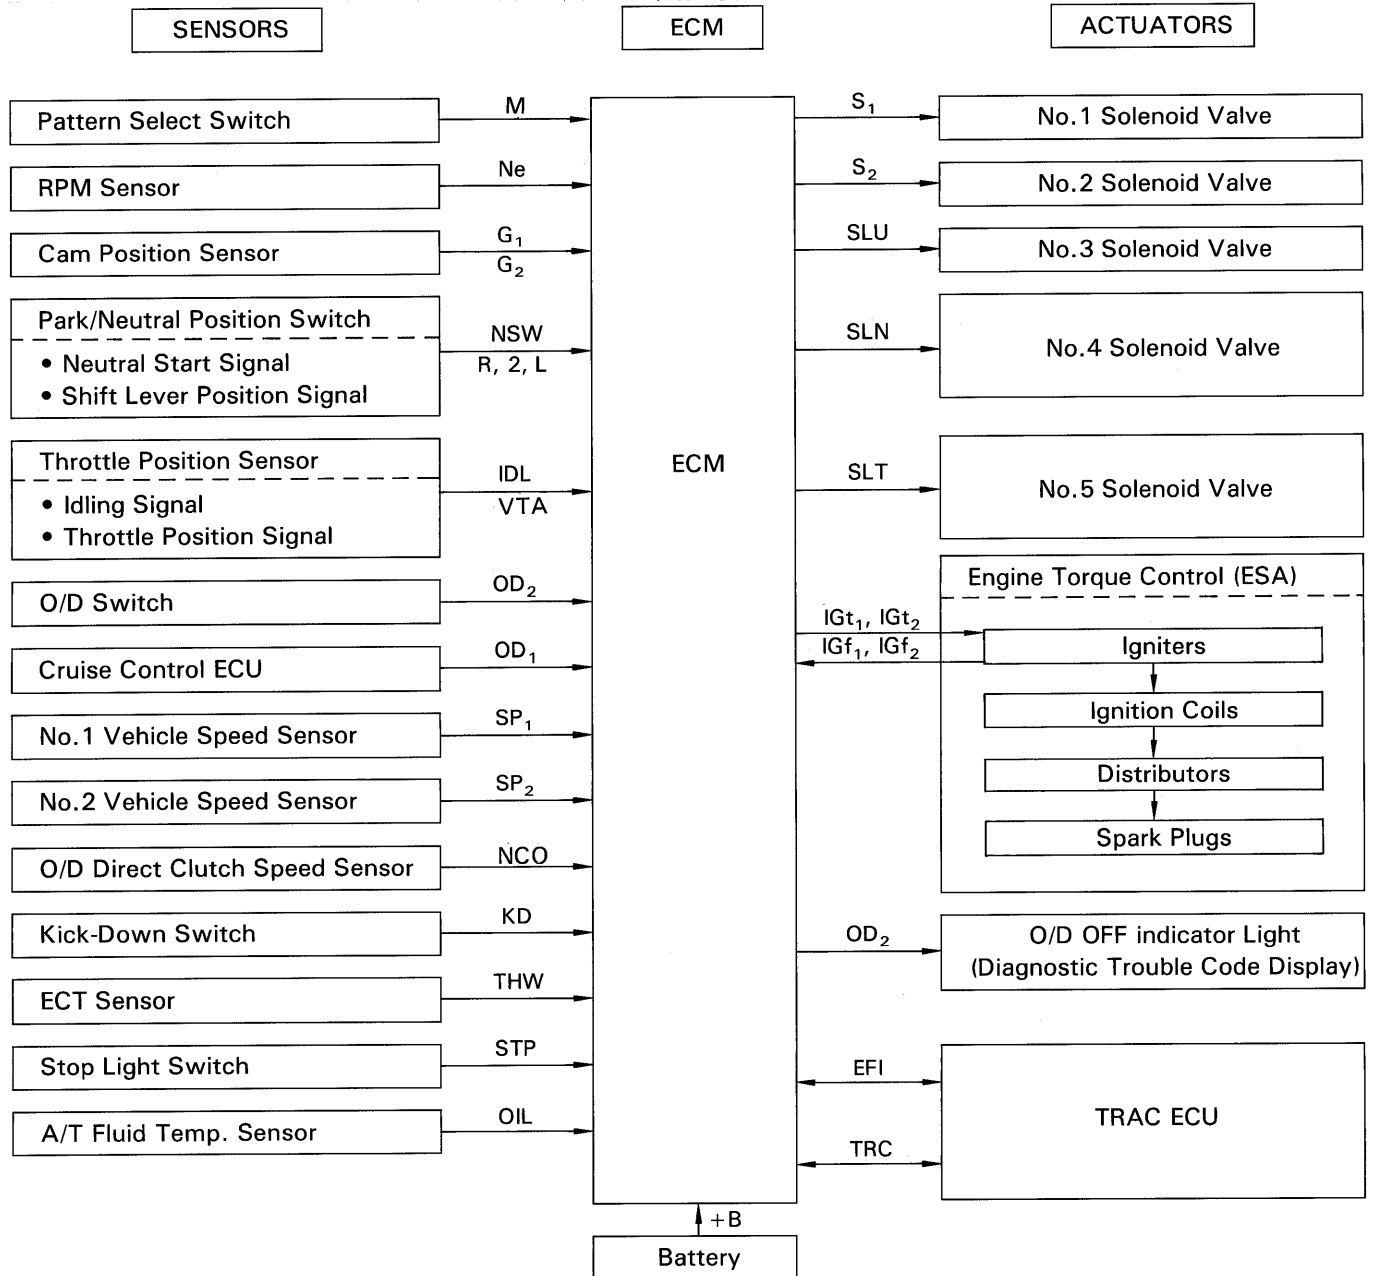 SENSORS
ECM
ACTUATORS
Pattern Select Switch
M
S₁
No.1 Solenoid Valve
RPM Sensor
Ne
S₂
No.2 Solenoid Valve
Cam Position Sensor
G₁
G₂
SLU
No.3 Solenoid Valve
Park/Neutral Position Switch
• Neutral Start Signal
• Shift Lever Position Signal
NSW
R, 2, L
SLN
No.4 Solenoid Valve
Throttle Position Sensor
• Idling Signal
• Throttle Position Signal
IDL
VTA
ECM
SLT
No.5 Solenoid Valve
O/D Switch
OD₂
Engine Torque Control (ESA)
IGt₁, IGt₂
IGf₁, IGf₂
Igniters
Ignition Coils
Distributors
Spark Plugs
Cruise Control ECU
OD₁
No.1 Vehicle Speed Sensor
SP₁
No.2 Vehicle Speed Sensor
SP₂
O/D Direct Clutch Speed Sensor
NCO
Kick-Down Switch
KD
OD₂
O/D OFF indicator Light
(Diagnostic Trouble Code Display)
ECT Sensor
THW
Stop Light Switch
STP
EFI
TRAC ECU
A/T Fluid Temp. Sensor
OIL
TRC
+B
Battery